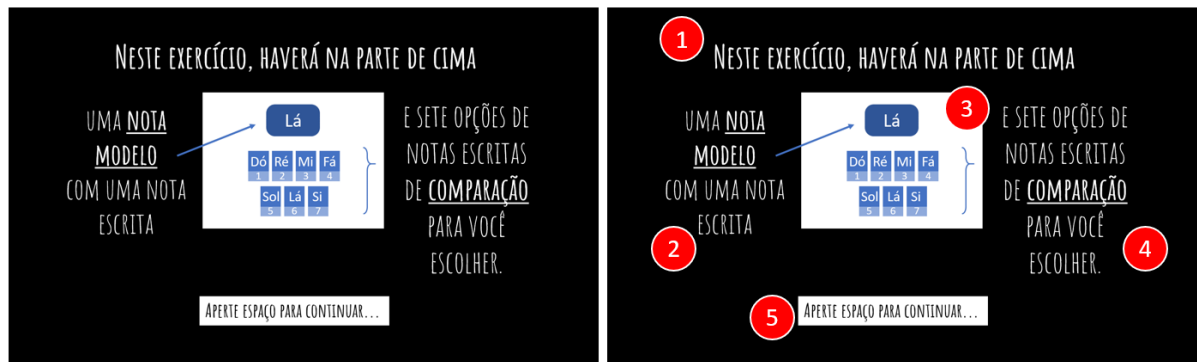 NESTE EXERCÍCIO, HAVERÁ NA PARTE DE CIMA
UMA NOTA
MODELO
COM UMA NOTA
ESCRITA
Lá
Dó Ré Mi Fá
1 2 3 4
Sol Lá Si
5 6 7
E SETE OPÇÕES DE
NOTAS ESCRITAS
DE COMPARAÇÃO
PARA VOCÊ
ESCOLHER.
APERTE ESPAÇO PARA CONTINUAR...
1
NESTE EXERCÍCIO, HAVERÁ NA PARTE DE CIMA
UMA NOTA
MODELO
COM UMA NOTA
ESCRITA
2
3
Lá
Dó Ré Mi Fá
1 2 3 4
Sol Lá Si
5 6 7
E SETE OPÇÕES DE
NOTAS ESCRITAS
DE COMPARAÇÃO
PARA VOCÊ
ESCOLHER.
4
5
APERTE ESPAÇO PARA CONTINUAR...